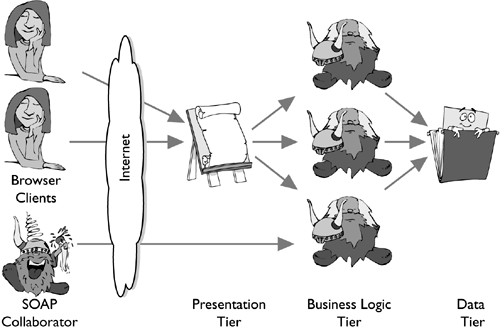 Internet
Browser
Clients
SOAP
Collaborator
Presentation
Tier
Business Logic
Tier
Data
Tier